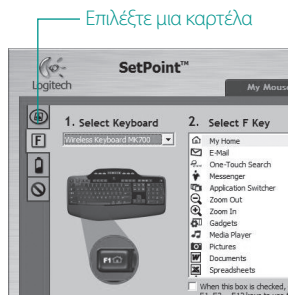 Επιλέξτε μια καρτέλα
Logitech
SetPoint™
My Mouse
1. Select Keyboard
2. Select F Key
Wireless Keyboard MK700
F
My Home
E-Mail
One-Touch Search
Messenger
Application Switcher
Zoom Out
Zoom In
Gadgets
Media Player
Pictures
Documents
Spreadsheets
F1
When this box is checked,